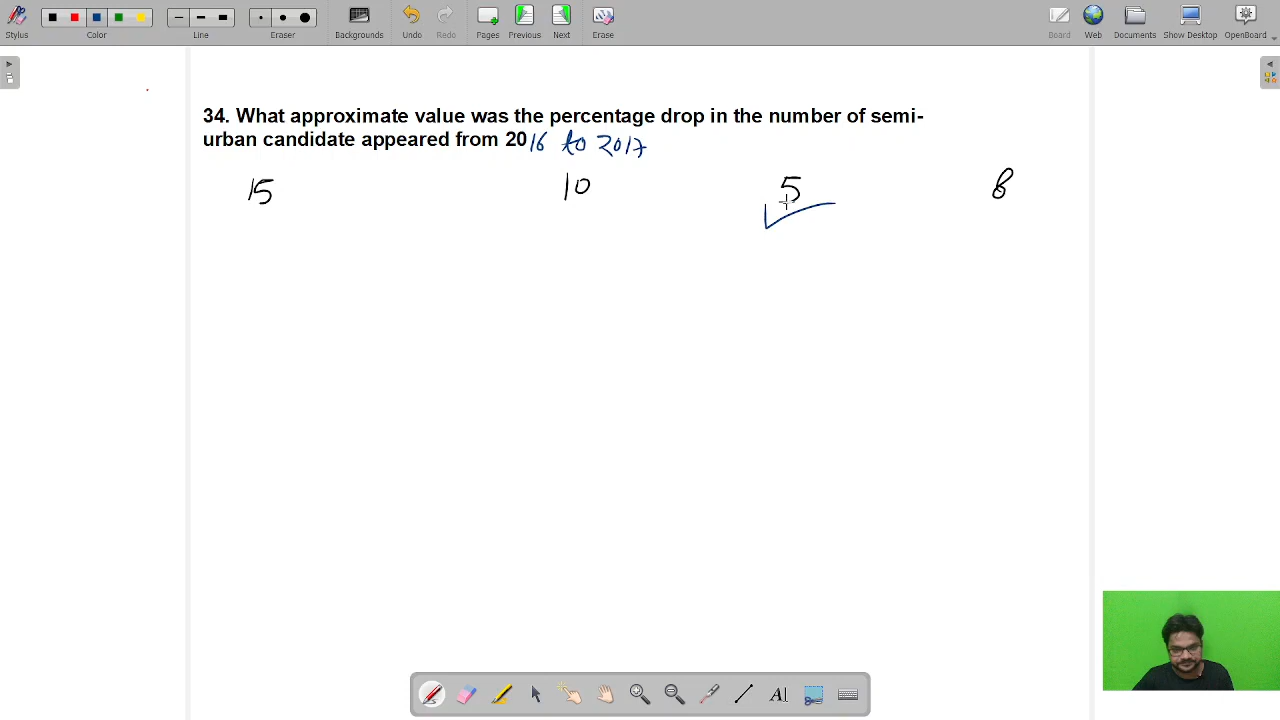 Stylus Color Line Eraser Backgrounds Undo Redo Pages Previous Next Erase Board Web Documents Show Desktop OpenBoard
34. What approximate value was the percentage drop in the number of semi-
urban candidate appeared from 2016 to 2017
15 10 5 8
AI